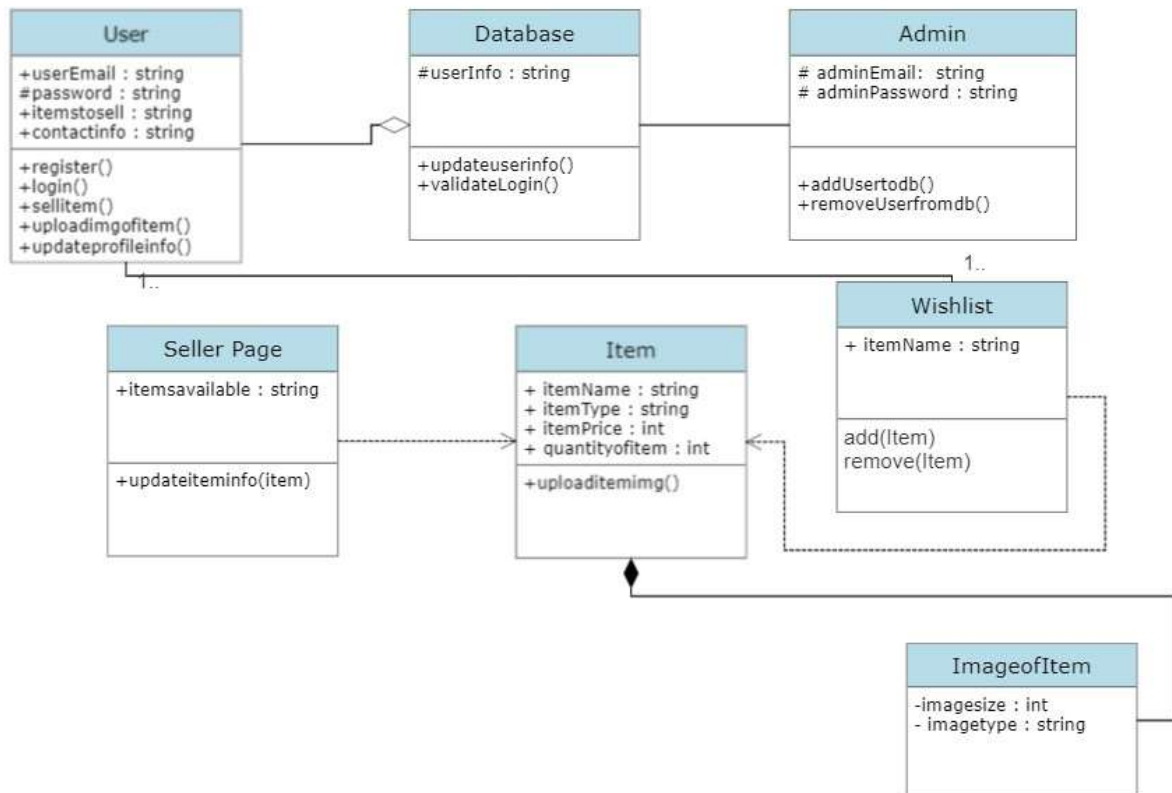 User
+userEmail : string
#password : string
+itemstosell : string
+contactinfo : string
+register()
+login()
+sellitem()
+uploadimgofitem()
+updateprofileinfo()
Database
#userInfo : string
+updateuserinfo()
+validateLogin()
Admin
# adminEmail: string
# adminPassword : string
+addUsertodb()
+removeUserfromdb()
1..
1..
Seller Page
+itemsavailable : string
+updateiteminfo(item)
Item
+ itemName : string
+ itemType : string
+ itemPrice : int
+ quantityofitem : int
+uploaditemimg()
Wishlist
+ itemName : string
add(Item)
remove(Item)
ImageofItem
-imagesize : int
- imagetype : string